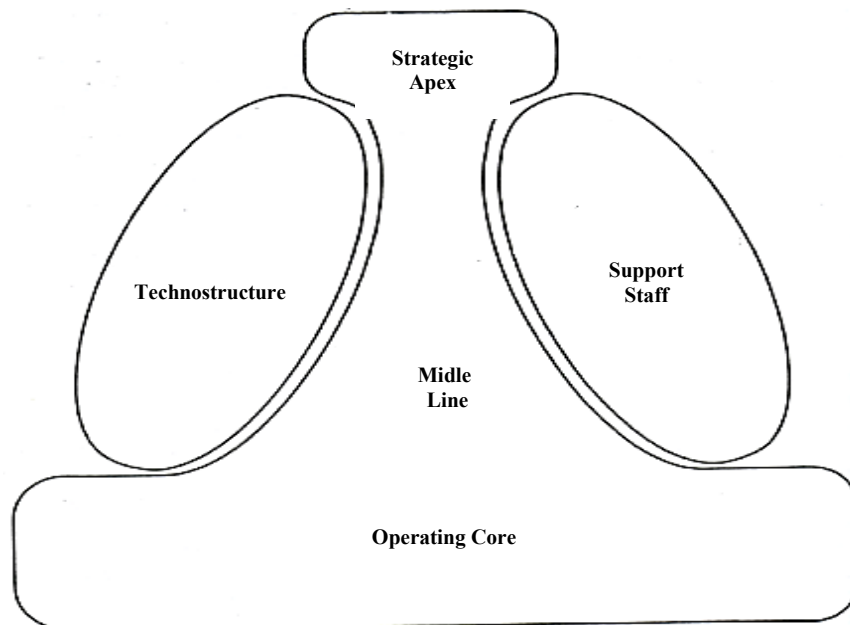 Strategic
Apex
Technostructure
Support
Staff
Midle
Line
Operating Core